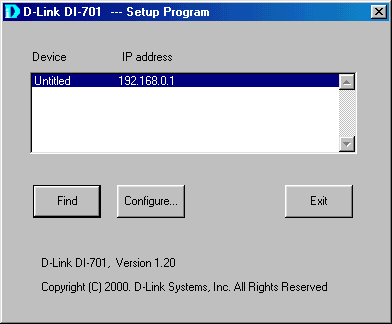 D-Link DI-701 --- Setup Program
Device IP address
Untitled 192.168.0.1
Find Configure... Exit
D-Link DI-701, Version 1.20
Copyright (C) 2000. D-Link Systems, Inc. All Rights Reserved